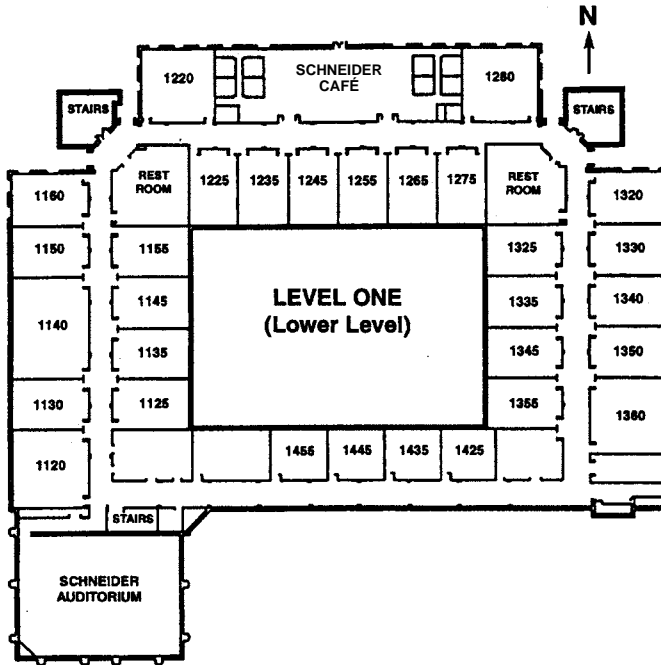 N
1220
SCHNEIDER
CAFÉ
1260
STAIRS
STAIRS
REST
ROOM
1225
1235
1245
1255
1265
1275
REST
ROOM
1160
1320
1150
1155
1325
1330
1140
1145
LEVEL ONE
(Lower Level)
1335
1340
1135
1345
1350
1130
1125
1355
1360
1120
1455
1445
1435
1425
STAIRS
SCHNEIDER
AUDITORIUM